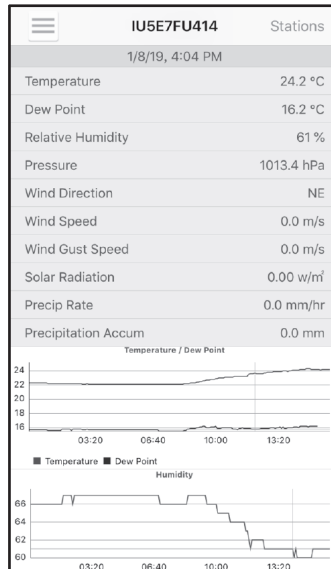 IU5E7FU414 Stations
1/8/19, 4:04 PM
Temperature 24.2 °C
Dew Point 16.2 °C
Relative Humidity 61 %
Pressure 1013.4 hPa
Wind Direction NE
Wind Speed 0.0 m/s
Wind Gust Speed 0.0 m/s
Solar Radiation 0.00 w/㎡
Precip Rate 0.0 mm/hr
Precipitation Accum 0.0 mm
Temperature / Dew Point
24
22
20
18
16
03:20 06:40 10:00 13:20
Temperature Dew Point
Humidity
66
64
62
60
03:20 06:40 10:00 13:20